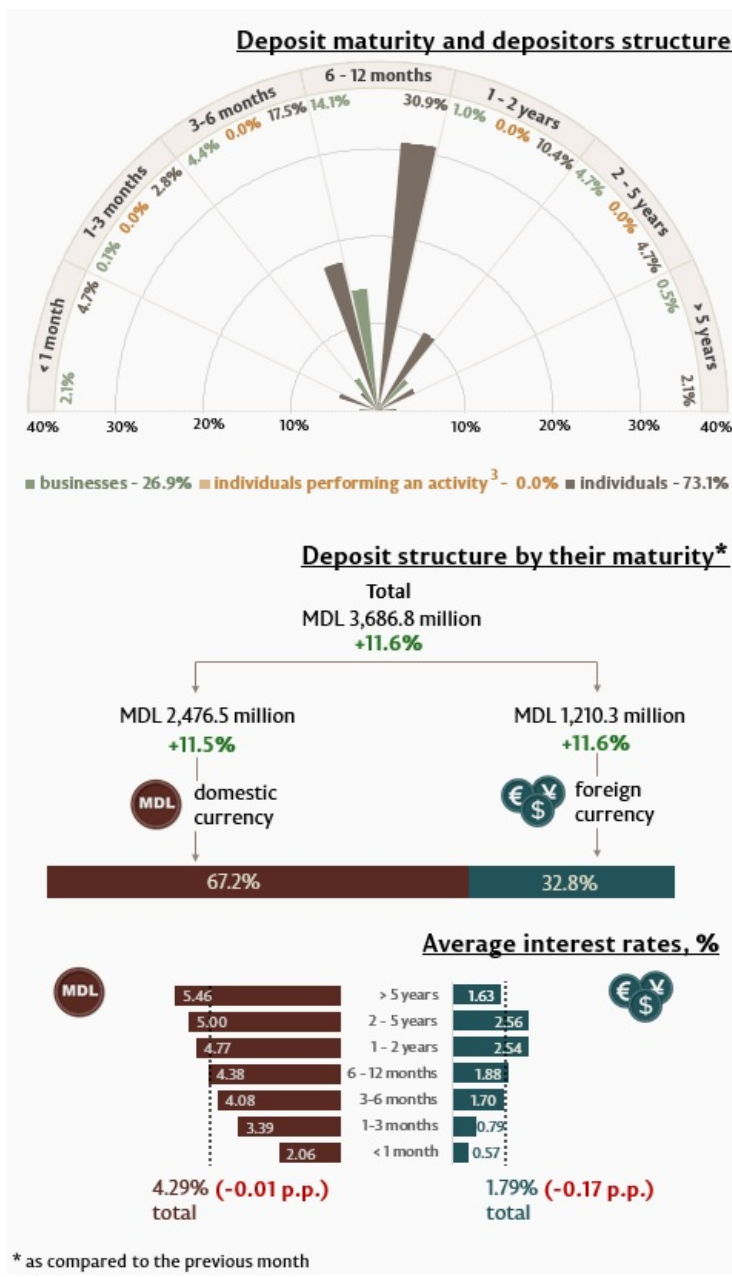 Deposit maturity and depositors structure
6 - 12 months
3-6 months
1 - 2 years
1-3 months
2 - 5 years
< 1 month
> 5 years
2.1%
4.7%
0.1%
0.0%
2.8%
4.4%
0.0%
17.5%
14.1%
30.9%
1.0%
0.0%
10.4%
4.7%
0.0%
4.7%
0.5%
2.1%
40% 30% 20% 10% 10% 20% 30% 40%
businesses - 26.9% individuals performing an activity 3 - 0.0% individuals - 73.1%
Deposit structure by their maturity*
Total
MDL 3,686.8 million
+11.6%
MDL 2,476.5 million MDL 1,210.3 million
+11.5% +11.6%
MDL domestic currency
€ ¥ $ foreign currency
67.2% 32.8%
Average interest rates, %
MDL € ¥ $
5.46 > 5 years 1.63
5.00 2 - 5 years 2.56
4.77 1 - 2 years 2.54
4.38 6 - 12 months 1.88
4.08 3-6 months 1.70
3.39 1-3 months 0.79
2.06 < 1 month 0.57
4.29% (-0.01 p.p.) 1.79% (-0.17 p.p.)
total total
* as compared to the previous month